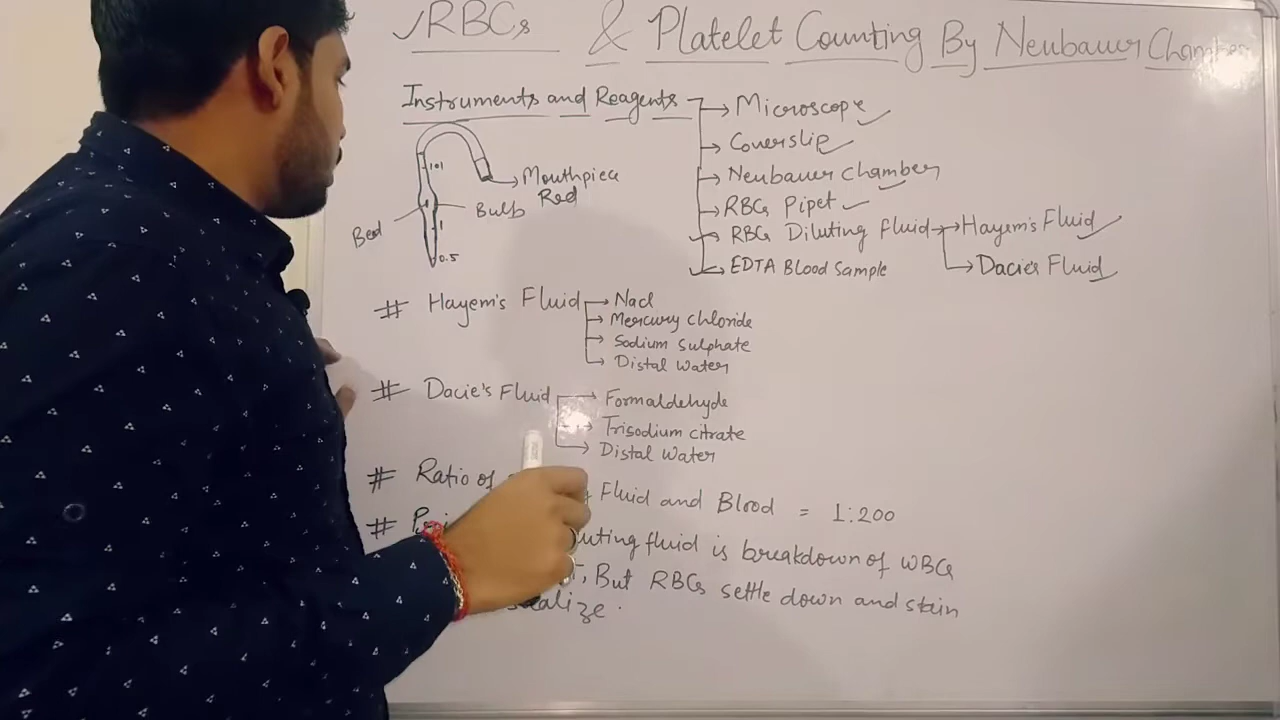 RBCs & Platelet Counting By Neubauer Chamber
Instruments and Reagents
Microscope
Coverslip
Neubauer Chamber
RBCs Pipet
RBCs Diluting Fluid
Hayem's Fluid
Dacie's Fluid
EDTA Blood Sample
101
Mouthpiece
Red
Bulb
Bead
1
0.5
# Hayem's Fluid
Nacl
Mercury chloride
Sodium Sulphate
Distal Water
# Dacie's Fluid
Formaldehyde
Trisodium citrate
Distal Water
# Ratio of Fluid and Blood = 1:200
# uting fluid is breakdown of WBCs
, But RBCs settle down and stain
alize.